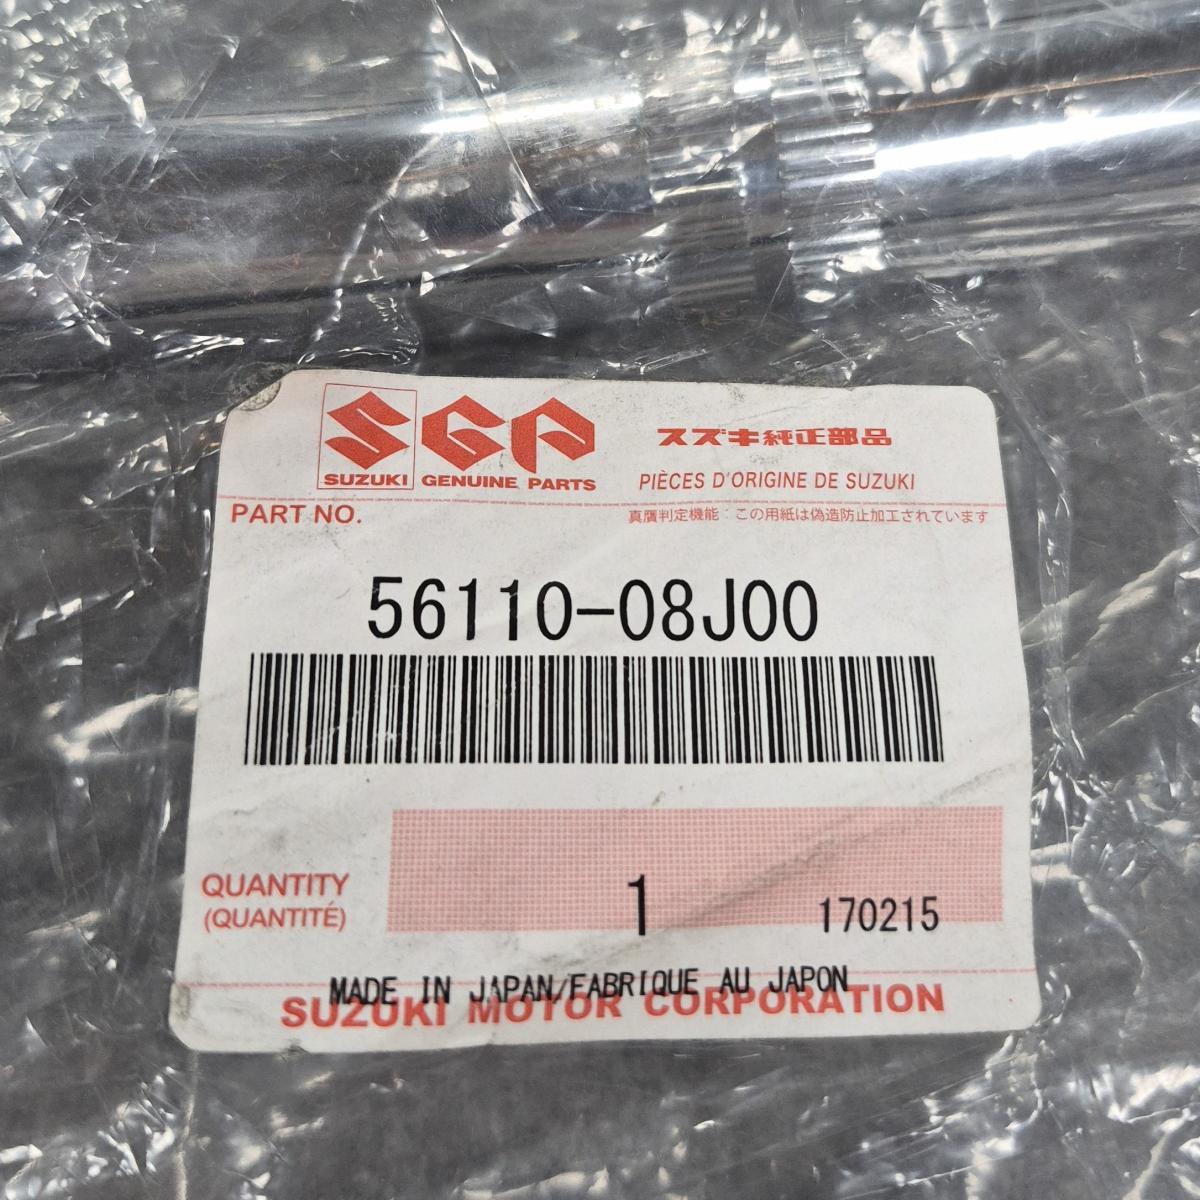 SGP スズキ純正部品
SUZUKI GENUINE PARTS PIÈCES D'ORIGINE DE SUZUKI
PART NO. 真贋判定機能：この用紙は偽造防止加工されています
56110-08J00
QUANTITY
(QUANTITÉ) 1 170215
MADE IN JAPAN/FABRIQUE AU JAPON
SUZUKI MOTOR CORPORATION